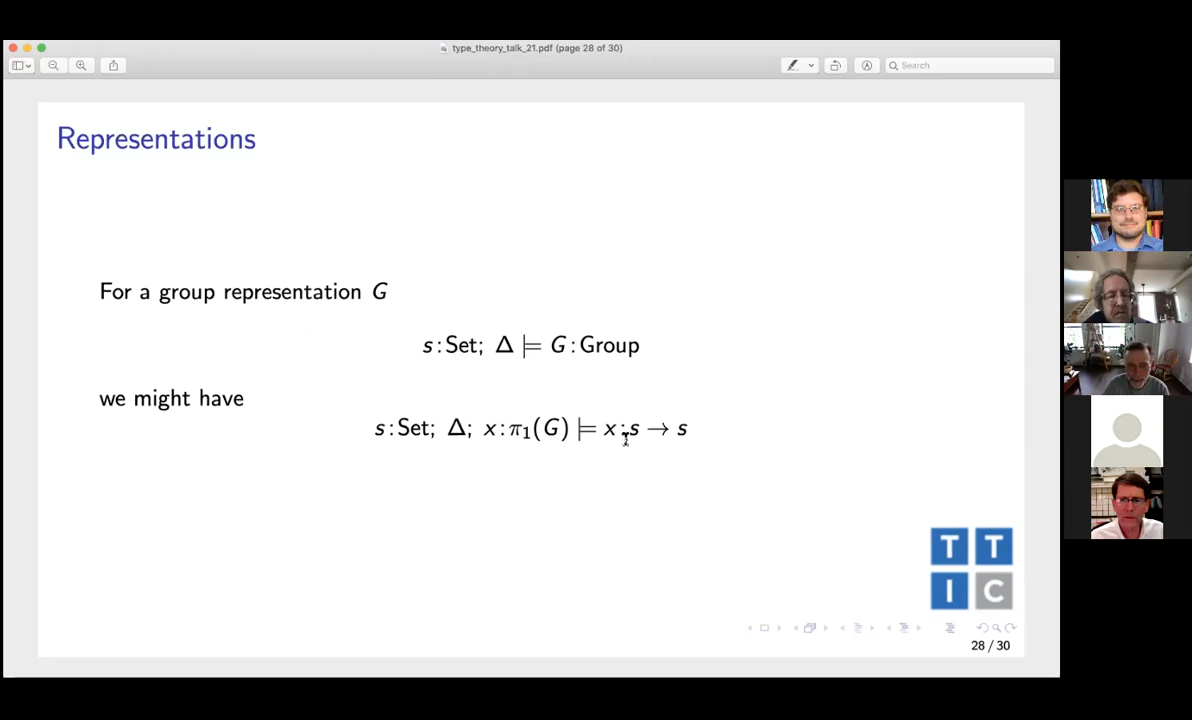 type_theory_talk_21.pdf (page 28 of 30)
Search
Representations
For a group representation G
s : Set; Δ ⊨ G : Group
we might have
s : Set; Δ; x : π₁(G) ⊨ x : s → s
T T
I C
28 / 30